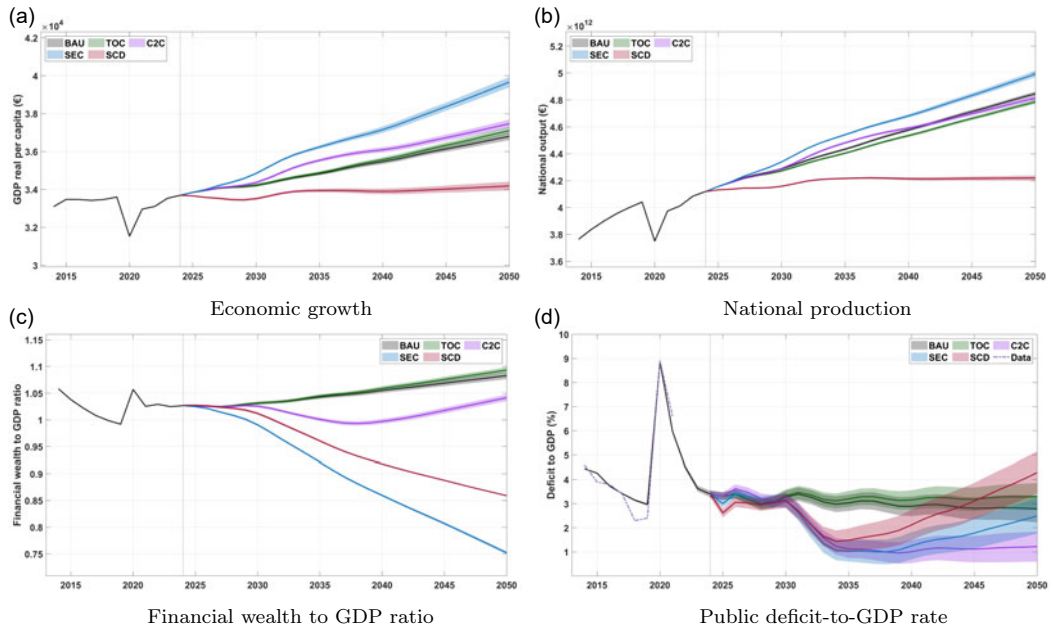 (a)
×10⁴
GDP real per capita (€)
BAU TOC C2C
SEC SCD
4.2
4
3.8
3.6
3.4
3.2
3
2015 2020 2025 2030 2035 2040 2045 2050
Economic growth
(b)
×10¹²
National output (€)
BAU TOC C2C
SEC SCD
5.2
5
4.8
4.6
4.4
4.2
4
3.8
3.6
2015 2020 2025 2030 2035 2040 2045 2050
National production
(c)
Financial wealth to GDP ratio
BAU TOC C2C
SEC SCD
1.15
1.1
1.05
1
0.95
0.9
0.85
0.8
0.75
2015 2020 2025 2030 2035 2040 2045 2050
Financial wealth to GDP ratio
(d)
Deficit to GDP (%)
BAU TOC C2C
SEC SCD Data
10
9
8
7
6
5
4
3
2
1
2015 2020 2025 2030 2035 2040 2045 2050
Public deficit-to-GDP rate